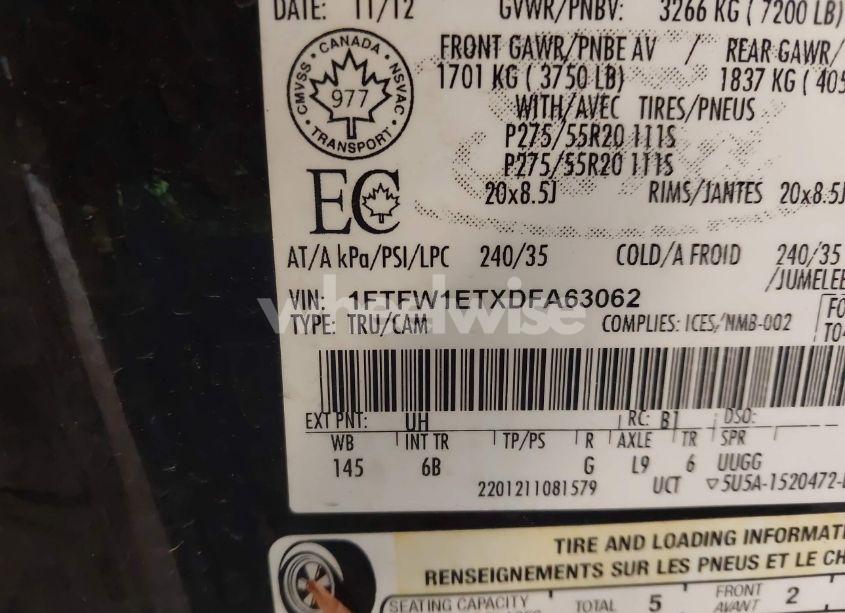 DATE: 11/12 GVWR/PNBV: 3266 KG ( 7200 LB)
FRONT GAWR/PNBE AV / REAR GAWR/
1701 KG ( 3750 LB) 1837 KG ( 405
WITH/AVEC TIRES/PNEUS
P275/55R20 111S
P275/55R20 111S
20x8.5J RIMS/JANTES 20x8.5J
CANADA
CMVSS NSVAC
977
TRANSPORT
EC
AT/A kPa/PSI/LPC 240/35 COLD/A FROID 240/35
/JUMELEE
VIN: 1FTFW1ETXDFA63062
wheelwise
TYPE: TRU/CAM COMPLIES: ICES/NMB-002
FO
TO
EXT PNT: UH RC: B1 DSO:
WB INT TR TP/PS R AXLE TR SPR
145 6B G L9 6 UUGG
2201211081579 UCT ▽5U5A-1520472-
TIRE AND LOADING INFORMATI
RENSEIGNEMENTS SUR LES PNEUS ET LE CH
SEATING CAPACITY TOTAL 5 FRONT 2
AVANT